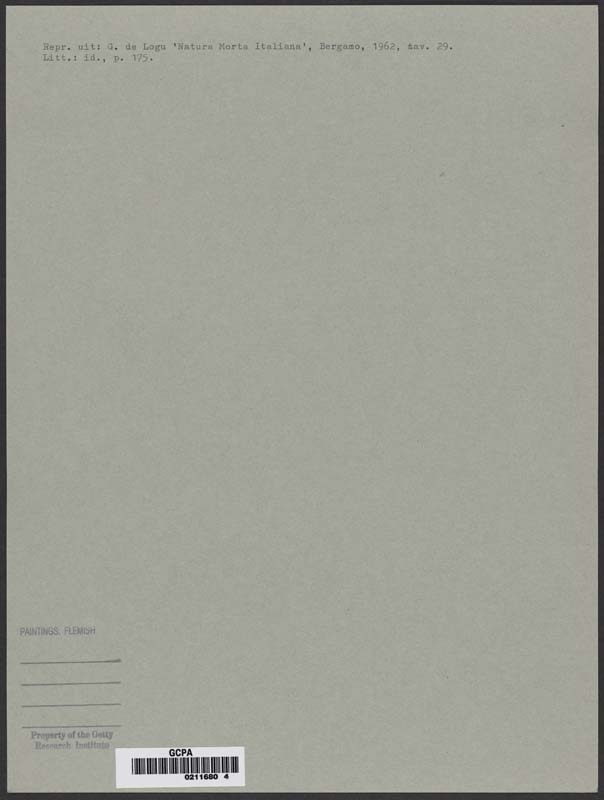 Repr. uit: G. de Logu 'Natura Morta Italiana', Bergamo, 1962, tav. 29.
Litt.: id., p. 175.
PAINTINGS: FLEMISH
Property of the Getty
Research Institute
GCPA
0211680 4